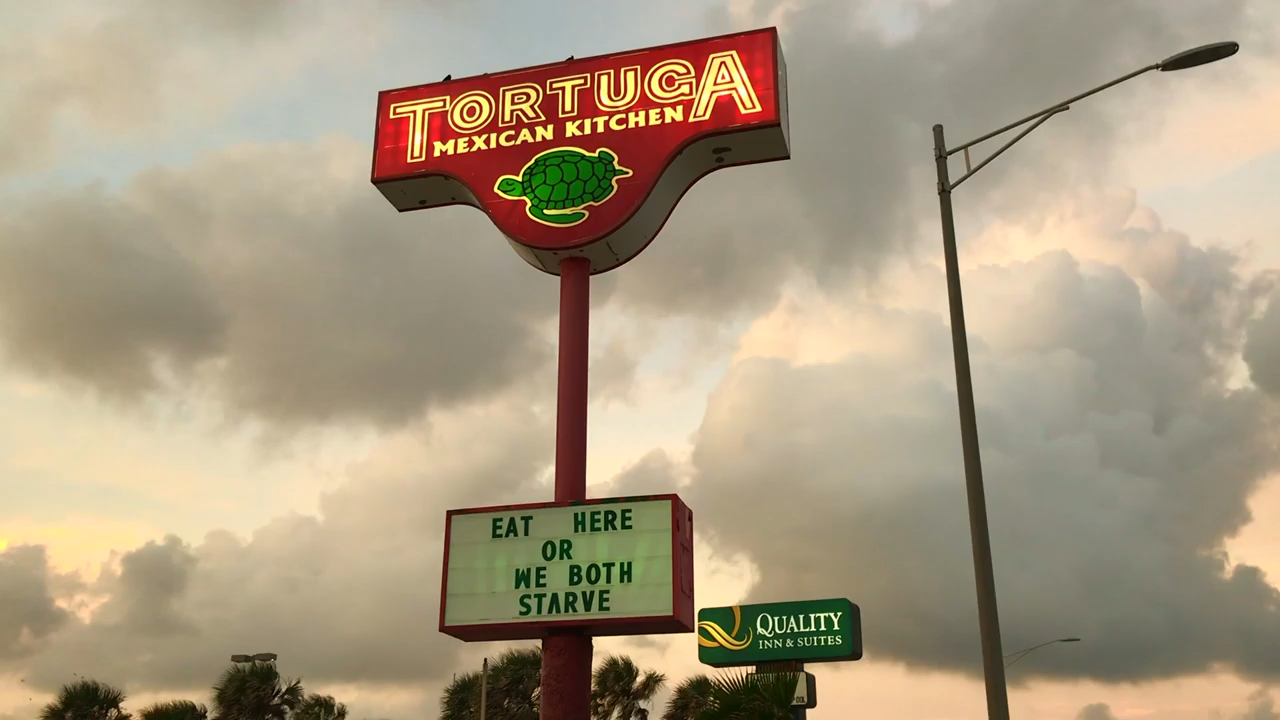 TORTUGA
MEXICAN KITCHEN
EAT HERE
OR
WE BOTH
STARVE
QUALITY
INN & SUITES